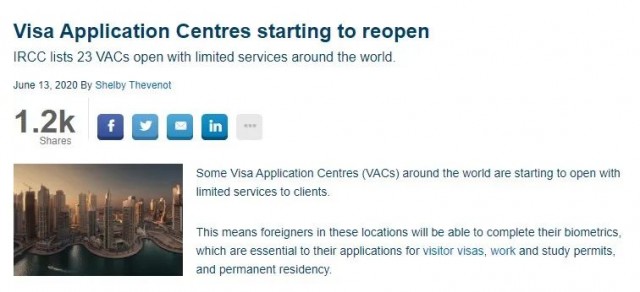 Visa Application Centres starting to reopen
IRCC lists 23 VACs open with limited services around the world.
June 13, 2020 By Shelby Thevenot
1.2k
Shares
f
in
Some Visa Application Centres (VACs) around the world are starting to open with
limited services to clients.
This means foreigners in these locations will be able to complete their biometrics,
which are essential to their applications for visitor visas, work and study permits,
and permanent residency.